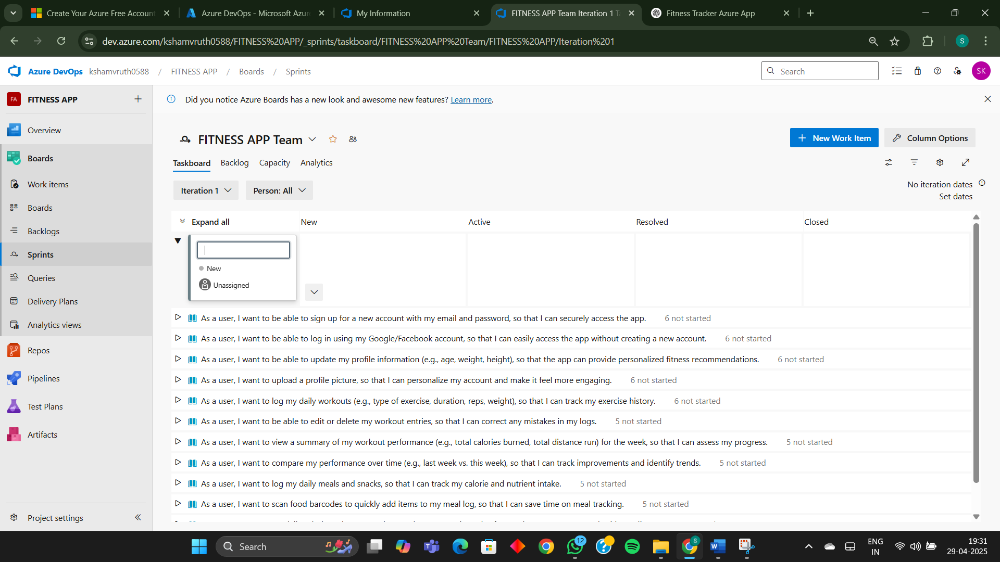 Create Your Azure Free Account
Azure DevOps - Microsoft Azur
My Information
FITNESS APP Team Iteration 1 T
Fitness Tracker Azure App
dev.azure.com/kshamvruth0588/FITNESS%20APP/_sprints/taskboard/FITNESS%20APP%20Team/FITNESS%20APP/Iteration%201
S
Azure DevOps kshamvruth0588 / FITNESS APP / Boards / Sprints
Search
SK
FA FITNESS APP
Did you notice Azure Boards has a new look and awesome new features? Learn more.
Overview
Boards
Work items
Boards
Backlogs
Sprints
Queries
Delivery Plans
Analytics views
Repos
Pipelines
Test Plans
Artifacts
Project settings
FITNESS APP Team
New Work Item
Column Options
Taskboard Backlog Capacity Analytics
Iteration 1
Person: All
No iteration dates
Set dates
Expand all New Active Resolved Closed
New
Unassigned
As a user, I want to be able to sign up for a new account with my email and password, so that I can securely access the app. 6 not started
As a user, I want to be able to log in using my Google/Facebook account, so that I can easily access the app without creating a new account. 6 not started
As a user, I want to be able to update my profile information (e.g., age, weight, height), so that the app can provide personalized fitness recommendations. 6 not started
As a user, I want to upload a profile picture, so that I can personalize my account and make it feel more engaging. 6 not started
As a user, I want to log my daily workouts (e.g., type of exercise, duration, reps, weight), so that I can track my exercise history. 6 not started
As a user, I want to be able to edit or delete my workout entries, so that I can correct any mistakes in my logs. 5 not started
As a user, I want to view a summary of my workout performance (e.g., total calories burned, total distance run) for the week, so that I can assess my progress. 5 not started
As a user, I want to compare my performance over time (e.g., last week vs. this week), so that I can track improvements and identify trends. 5 not started
As a user, I want to log my daily meals and snacks, so that I can track my calorie and nutrient intake. 5 not started
As a user, I want to scan food barcodes to quickly add items to my meal log, so that I can save time on meal tracking. 5 not started
Search
12
S
ENG
IN
19:31
29-04-2025